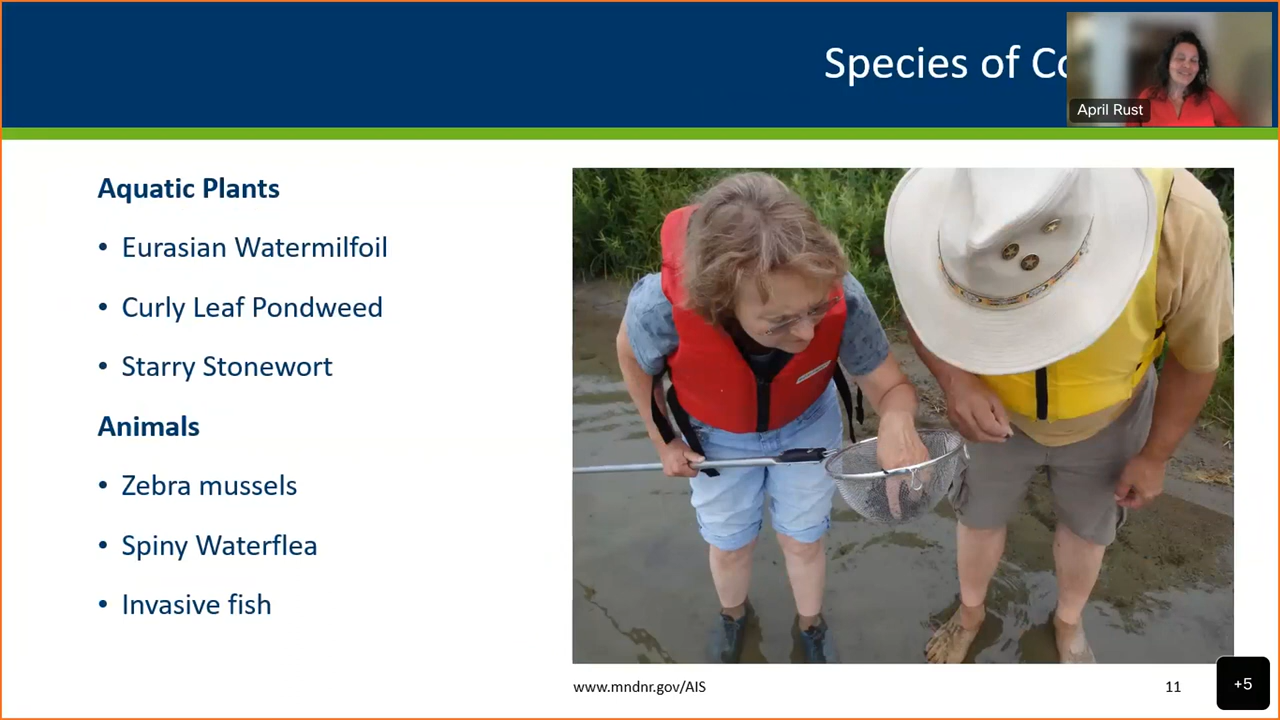 Species of Co
April Rust
Aquatic Plants
• Eurasian Watermilfoil
• Curly Leaf Pondweed
• Starry Stonewort
Animals
• Zebra mussels
• Spiny Waterflea
• Invasive fish
www.mndnr.gov/AIS
11
+5